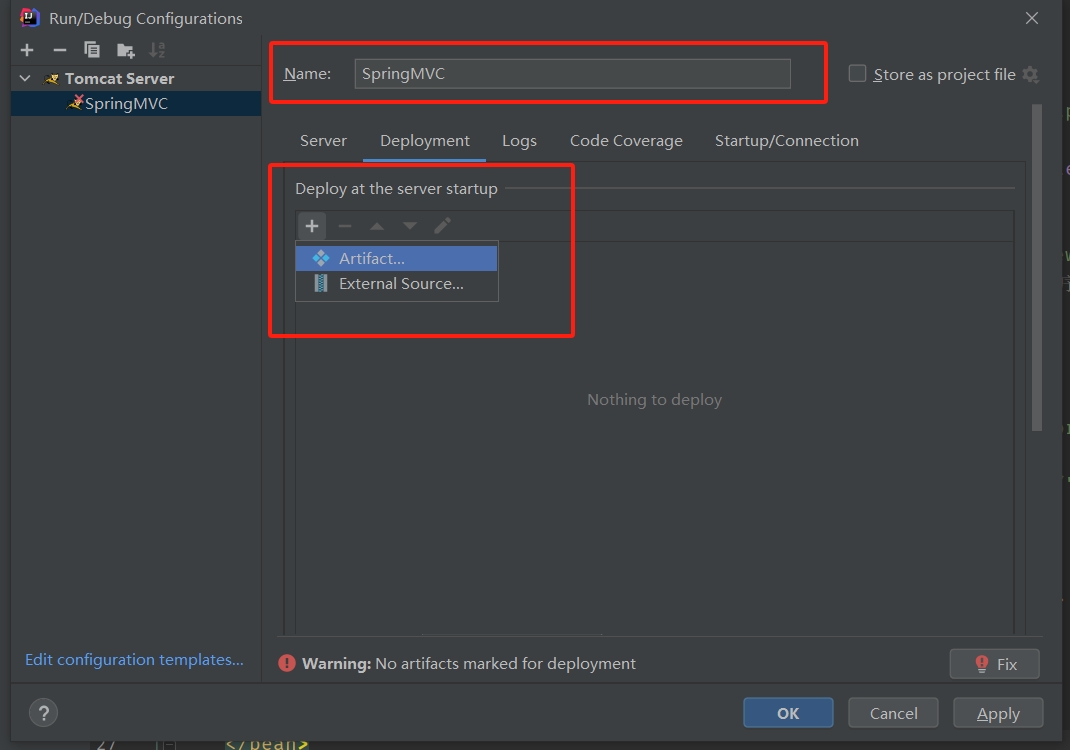 Run/Debug Configurations
Tomcat Server
SpringMVC
Name: SpringMVC
Store as project file
Server Deployment Logs Code Coverage Startup/Connection
Deploy at the server startup
Artifact...
External Source...
Nothing to deploy
Edit configuration templates...
Warning: No artifacts marked for deployment
Fix
? OK Cancel Apply
27 </bean>